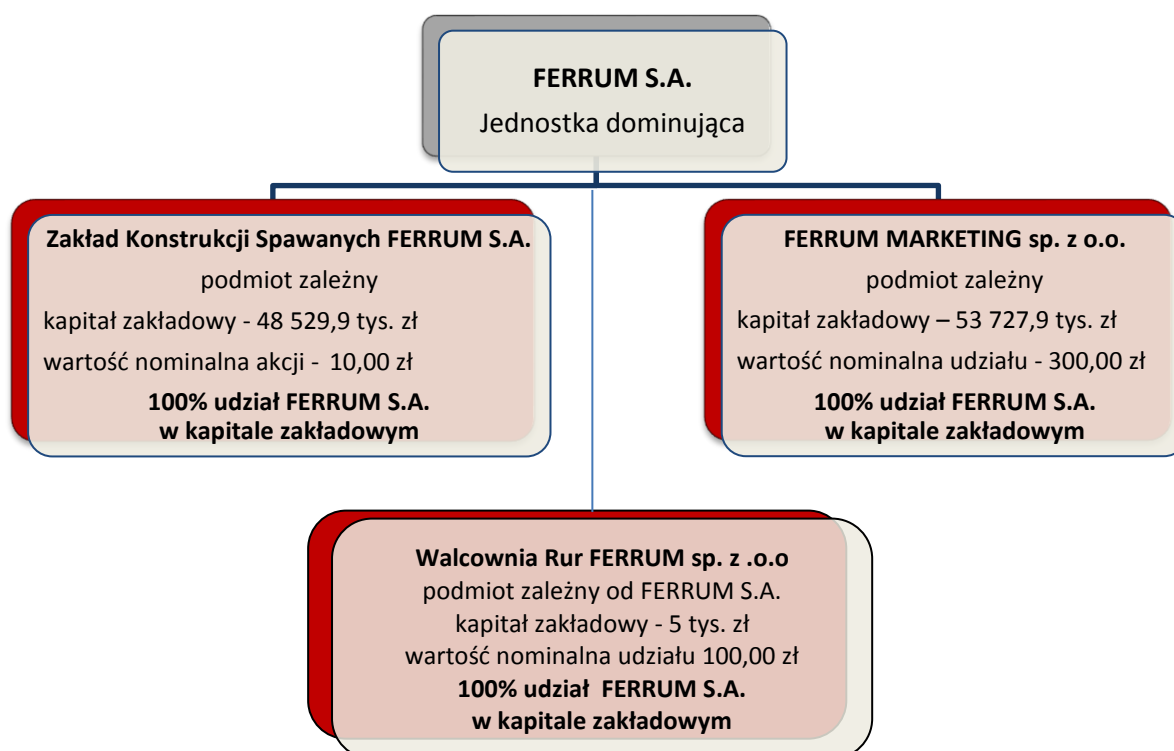 FERRUM S.A.
Jednostka dominująca
Zakład Konstrukcji Spawanych FERRUM S.A.
podmiot zależny
kapitał zakładowy - 48 529,9 tys. zł
wartość nominalna akcji - 10,00 zł
100% udział FERRUM S.A.
w kapitale zakładowym
FERRUM MARKETING sp. z o.o.
podmiot zależny
kapitał zakładowy – 53 727,9 tys. zł
wartość nominalna udziału - 300,00 zł
100% udział FERRUM S.A.
w kapitale zakładowym
Walcownia Rur FERRUM sp. z .o.o
podmiot zależny od FERRUM S.A.
kapitał zakładowy - 5 tys. zł
wartość nominalna udziału 100,00 zł
100% udział FERRUM S.A.
w kapitale zakładowym